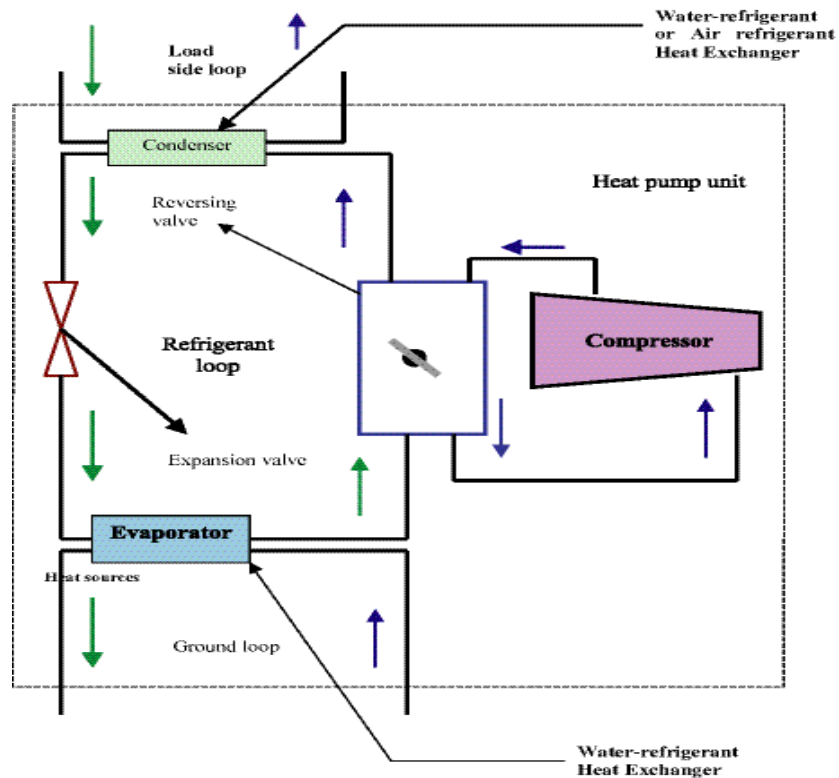 Water-refrigerant
or Air refrigerant
Heat Exchanger
Load
side loop
Condenser
Heat pump unit
Reversing
valve
Compressor
Refrigerant
loop
Expansion valve
Evaporator
Heat sources
Ground loop
Water-refrigerant
Heat Exchanger